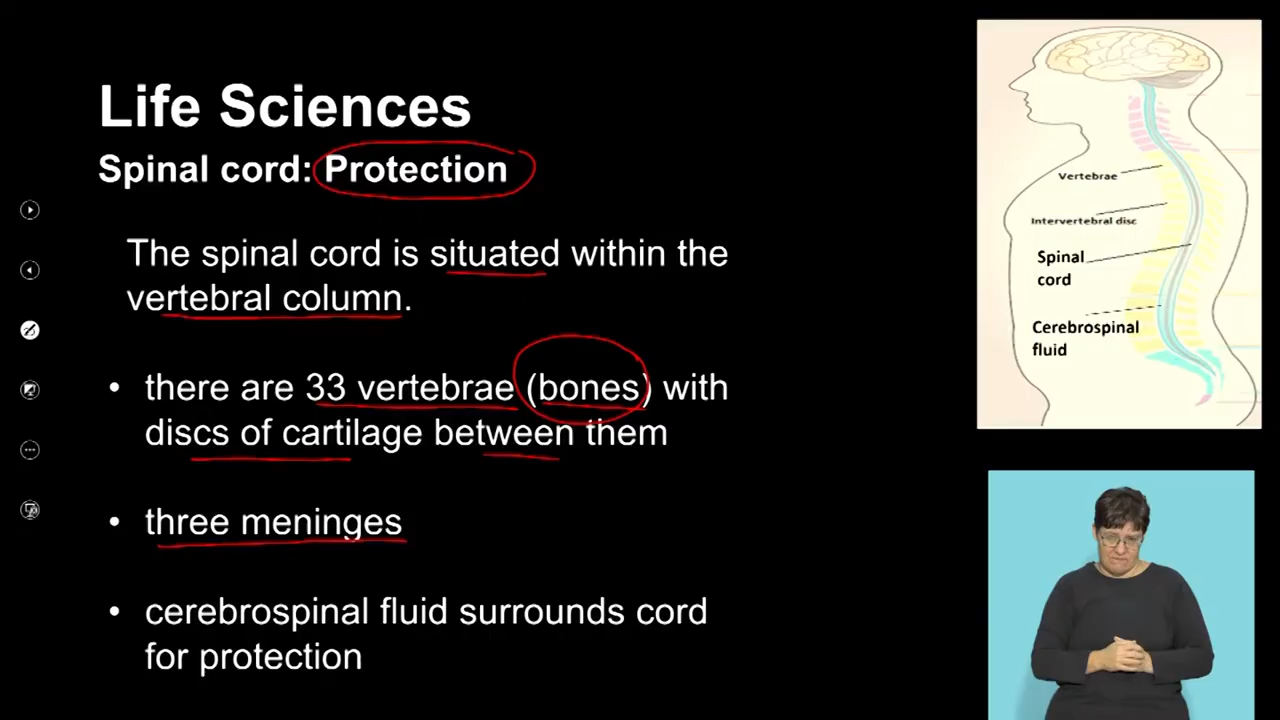 Life Sciences
Spinal cord: Protection
The spinal cord is situated within the
vertebral column.
• there are 33 vertebrae (bones) with
discs of cartilage between them
• three meninges
• cerebrospinal fluid surrounds cord
for protection
Vertebrae
Intervertebral disc
Spinal
cord
Cerebrospinal
fluid